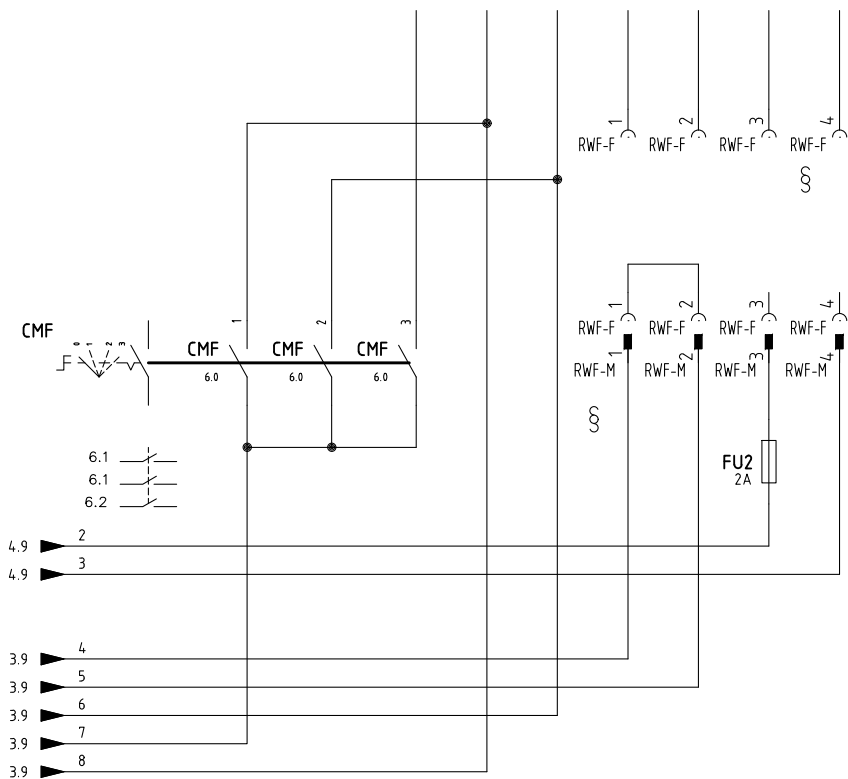 1 2 3 4
RWF-F RWF-F RWF-F RWF-F
§
1 2 3
1 2 3 4
CMF
0 1 2 3
CMF CMF CMF
6.0 6.0 6.0
RWF-F RWF-F RWF-F RWF-F
1 2 3 4
RWF-M RWF-M RWF-M RWF-M
§
6.1
6.1
6.2
FU2
2A
4.9 2
4.9 3
3.9 4
3.9 5
3.9 6
3.9 7
3.9 8